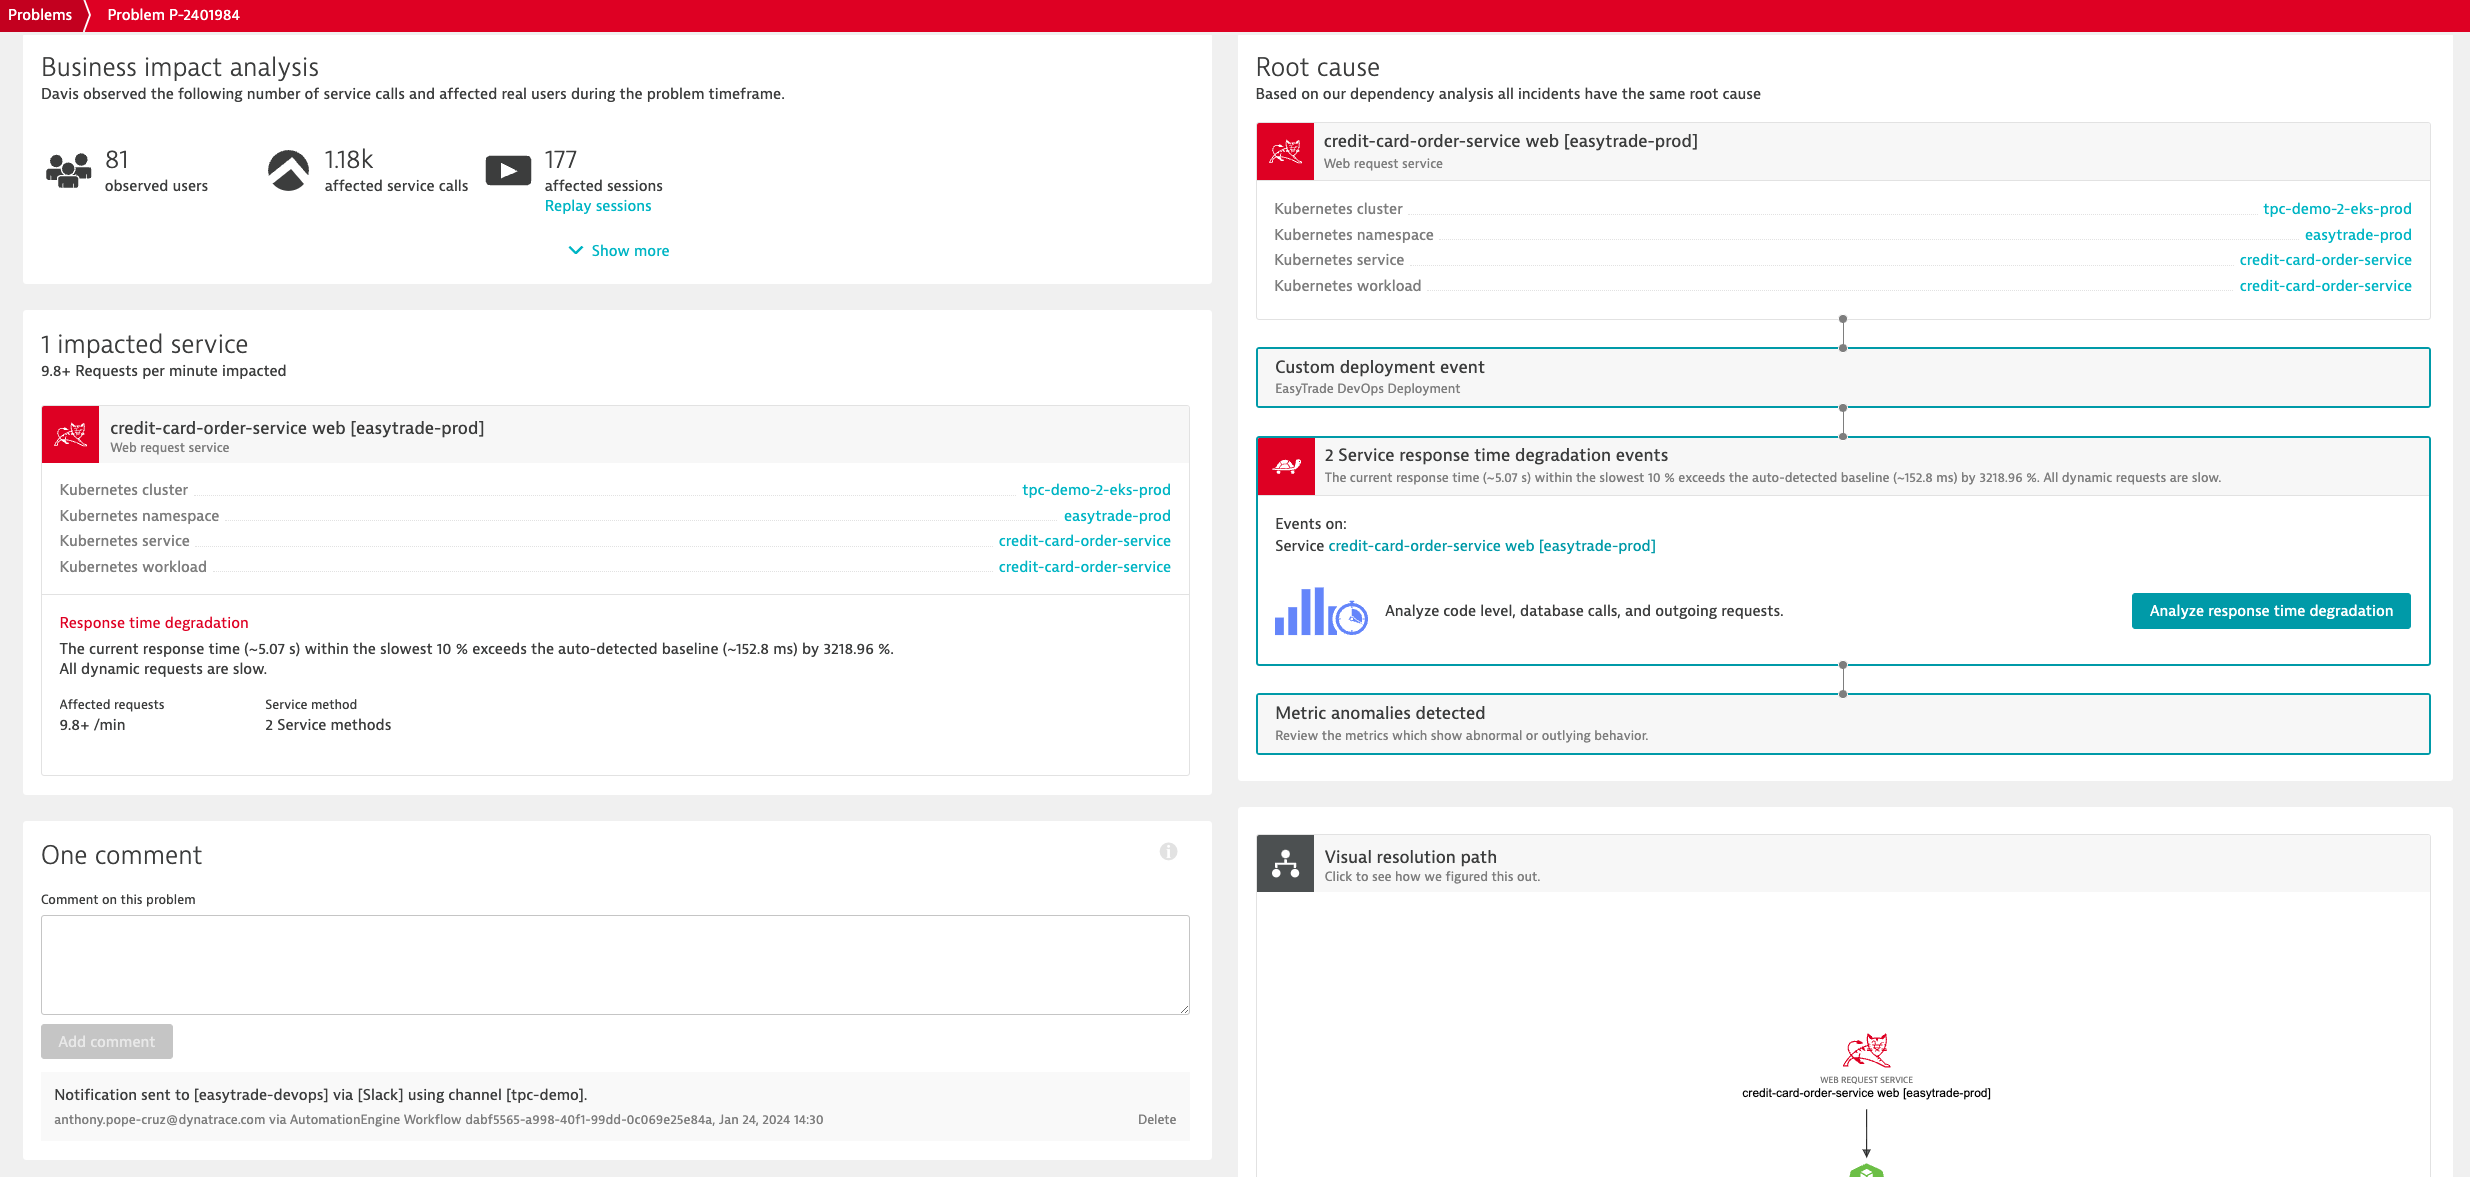 Problems
Problem P-2401984
Business impact analysis
Davis observed the following number of service calls and affected real users during the problem timeframe.
81
observed users
1.18k
affected service calls
177
affected sessions
Replay sessions
Show more
1 impacted service
9.8+ Requests per minute impacted
credit-card-order-service web [easytrade-prod]
Web request service
Kubernetes cluster tpc-demo-2-eks-prod
Kubernetes namespace easytrade-prod
Kubernetes service credit-card-order-service
Kubernetes workload credit-card-order-service
Response time degradation
The current response time (~5.07 s) within the slowest 10 % exceeds the auto-detected baseline (~152.8 ms) by 3218.96 %.
All dynamic requests are slow.
Affected requests Service method
9.8+ /min 2 Service methods
One comment
Comment on this problem
Add comment
Notification sent to [easytrade-devops] via [Slack] using channel [tpc-demo].
anthony.pope-cruz@dynatrace.com via AutomationEngine Workflow dabf5565-a998-40f1-99dd-0c069e25e84a, Jan 24, 2024 14:30 Delete
Root cause
Based on our dependency analysis all incidents have the same root cause
credit-card-order-service web [easytrade-prod]
Web request service
Kubernetes cluster tpc-demo-2-eks-prod
Kubernetes namespace easytrade-prod
Kubernetes service credit-card-order-service
Kubernetes workload credit-card-order-service
Custom deployment event
EasyTrade DevOps Deployment
2 Service response time degradation events
The current response time (~5.07 s) within the slowest 10 % exceeds the auto-detected baseline (~152.8 ms) by 3218.96 %. All dynamic requests are slow.
Events on:
Service credit-card-order-service web [easytrade-prod]
Analyze code level, database calls, and outgoing requests.
Analyze response time degradation
Metric anomalies detected
Review the metrics which show abnormal or outlying behavior.
Visual resolution path
Click to see how we figured this out.
WEB REQUEST SERVICE
credit-card-order-service web [easytrade-prod]